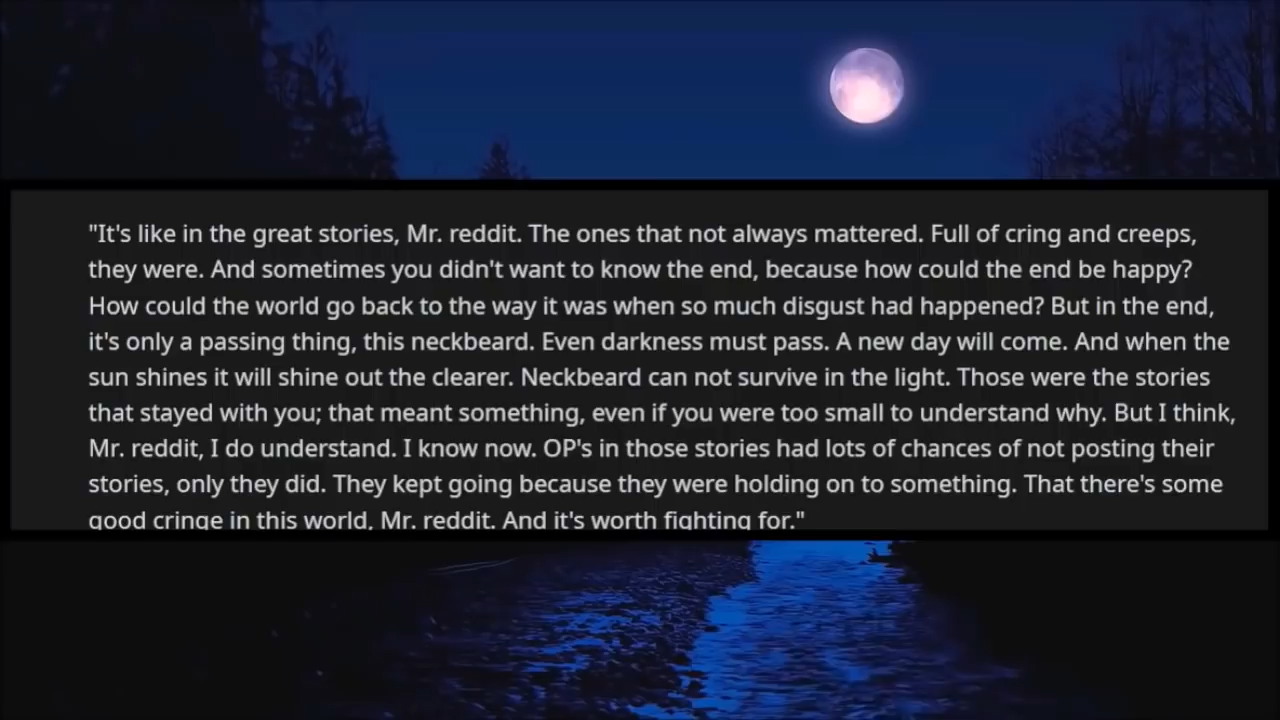 "It's like in the great stories, Mr. reddit. The ones that not always mattered. Full of cring and creeps,
they were. And sometimes you didn't want to know the end, because how could the end be happy?
How could the world go back to the way it was when so much disgust had happened? But in the end,
it's only a passing thing, this neckbeard. Even darkness must pass. A new day will come. And when the
sun shines it will shine out the clearer. Neckbeard can not survive in the light. Those were the stories
that stayed with you; that meant something, even if you were too small to understand why. But I think,
Mr. reddit, I do understand. I know now. OP's in those stories had lots of chances of not posting their
stories, only they did. They kept going because they were holding on to something. That there's some
good cringe in this world, Mr. reddit. And it's worth fighting for."